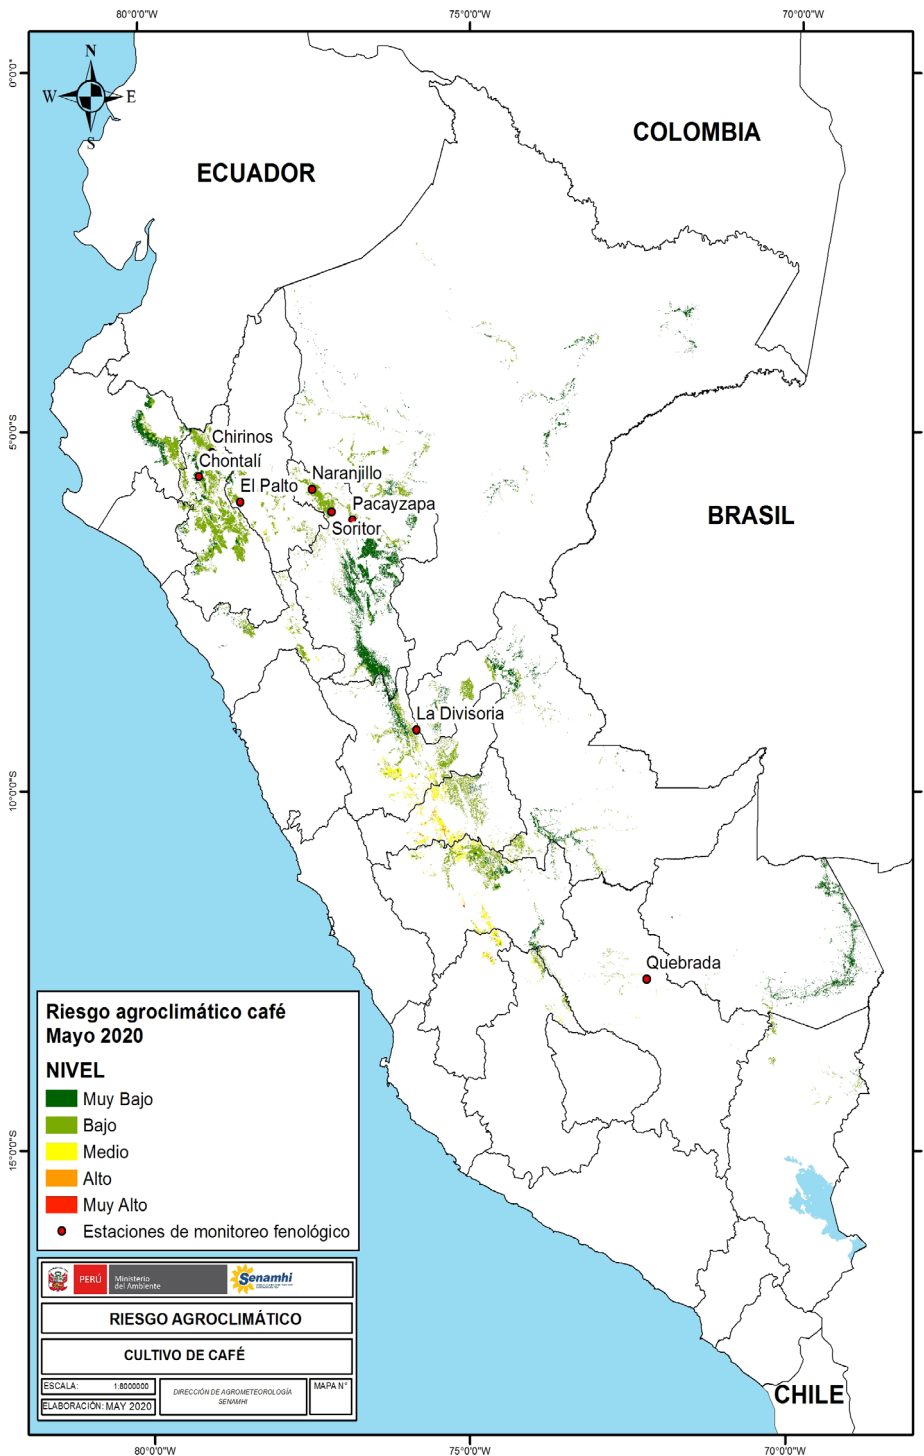 80°0'0"W 75°0'0"W 70°0'0"W
0°0'0"
N
W E
S
COLOMBIA
ECUADOR
5°0'0"S
Chirinos
Chontalí
El Palto
Naranjillo
Pacayzapa
Soritor
BRASIL
La Divisoria
10°0'0"S
Quebrada
Riesgo agroclimático café
Mayo 2020
NIVEL
Muy Bajo
Bajo
Medio
Alto
Muy Alto
Estaciones de monitoreo fenológico
15°0'0"S
PERÚ
Ministerio
del Ambiente
Senamhi
RIESGO AGROCLIMÁTICO
CULTIVO DE CAFÉ
ESCALA: 1:8000000
ELABORACIÓN: MAY 2020
DIRECCIÓN DE AGROMETEOROLOGÍA
SENAMHI
MAPA N°
CHILE
80°0'0"W 75°0'0"W 70°0'0"W